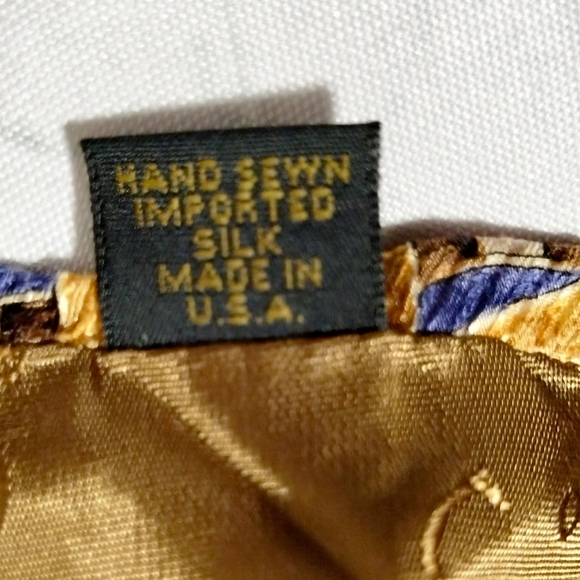 HAND SEWN
IMPORTED
SILK
MADE IN
U.S.A.